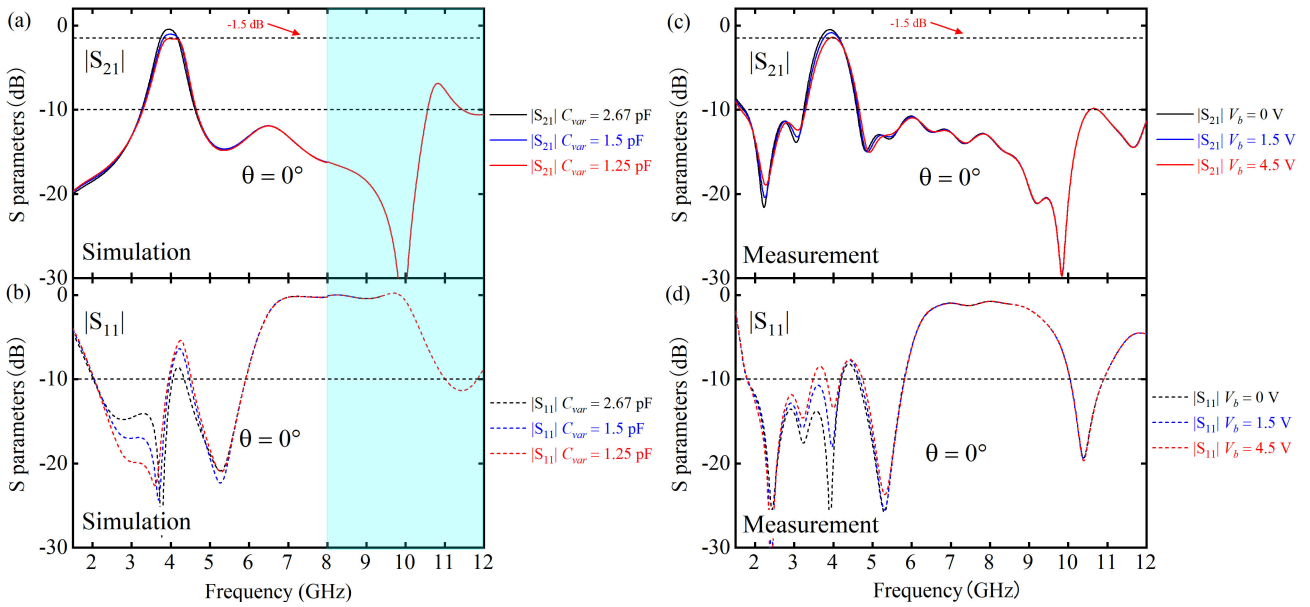 (a)
S parameters (dB)
0
-10
-20
-30
|S21|
-1.5 dB
θ = 0°
Simulation
|S21| Cvar = 2.67 pF
|S21| Cvar = 1.5 pF
|S21| Cvar = 1.25 pF
(b)
S parameters (dB)
0
-10
-20
-30
|S11|
θ = 0°
Simulation
|S11| Cvar = 2.67 pF
|S11| Cvar = 1.5 pF
|S11| Cvar = 1.25 pF
2 3 4 5 6 7 8 9 10 11 12
Frequency (GHz)
(c)
S parameters (dB)
0
-10
-20
-30
|S21|
-1.5 dB
θ = 0°
Measurement
|S21| Vb = 0 V
|S21| Vb = 1.5 V
|S21| Vb = 4.5 V
(d)
S parameters (dB)
0
-10
-20
-30
|S11|
θ = 0°
Measurement
|S11| Vb = 0 V
|S11| Vb = 1.5 V
|S11| Vb = 4.5 V
2 3 4 5 6 7 8 9 10 11 12
Frequency (GHz)